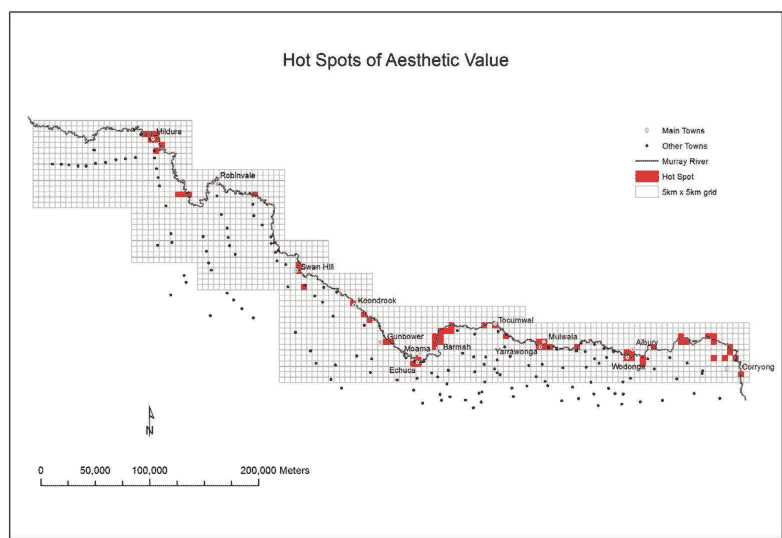 Hot Spots of Aesthetic Value
Main Towns
Other Towns
Murray River
Hot Spot
5km x 5km grid
Mildura
Robinvale
Swan Hill
Koondrook
Gunbower
Moama
Echuca
Barmah
Tocumwal
Yarrawonga
Mulwala
Albury
Wodonga
Corryong
N
0 50,000 100,000 200,000 Meters